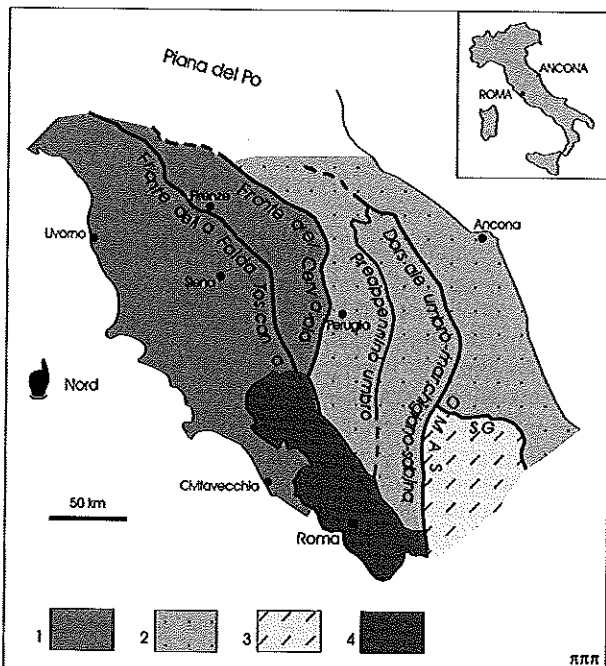 Piana del Po
ANCONA
ROMA
Fronte della Falda Toscana
Firenze
Fronte del Cervarola
Livorno
Siena
Ancona
Dorsale umbro-marchigiano-sabina
Preappennino umbro
Perugia
Nord
O.M.A.S.
S G
Civitavecchia
50 km
Roma
1
2
3
4
πππ